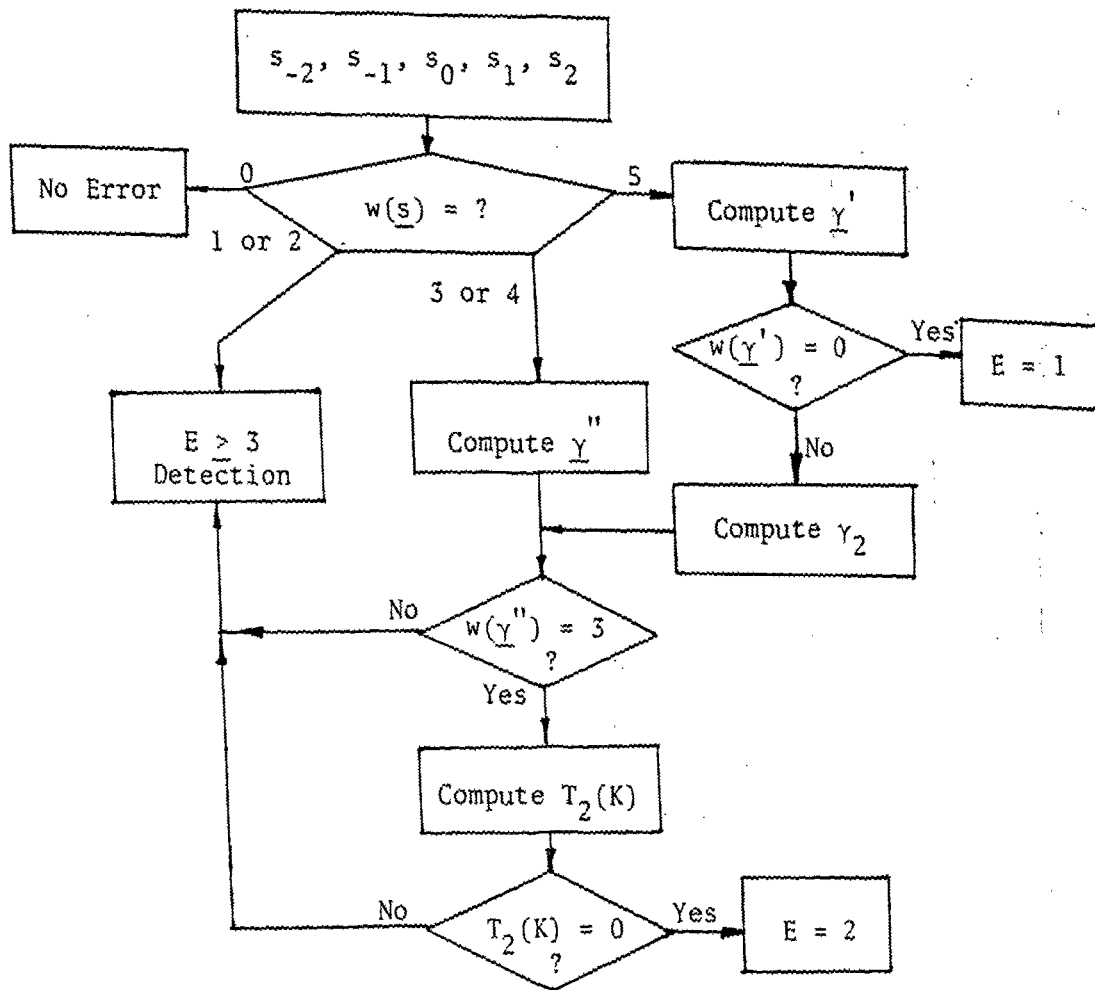 s_-2, s_-1, s_0, s_1, s_2
No Error
0
w(s) = ?
5
Compute γ'
1 or 2
3 or 4
w(γ') = 0
?
Yes
E = 1
No
E ≥ 3
Detection
Compute γ"
Compute γ_2
No
w(γ") = 3
?
Yes
Compute T_2(K)
No
T_2(K) = 0
?
Yes
E = 2